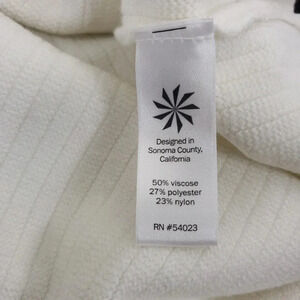 Designed in
Sonoma County,
California
50% viscose
27% polyester
23% nylon
RN #54023